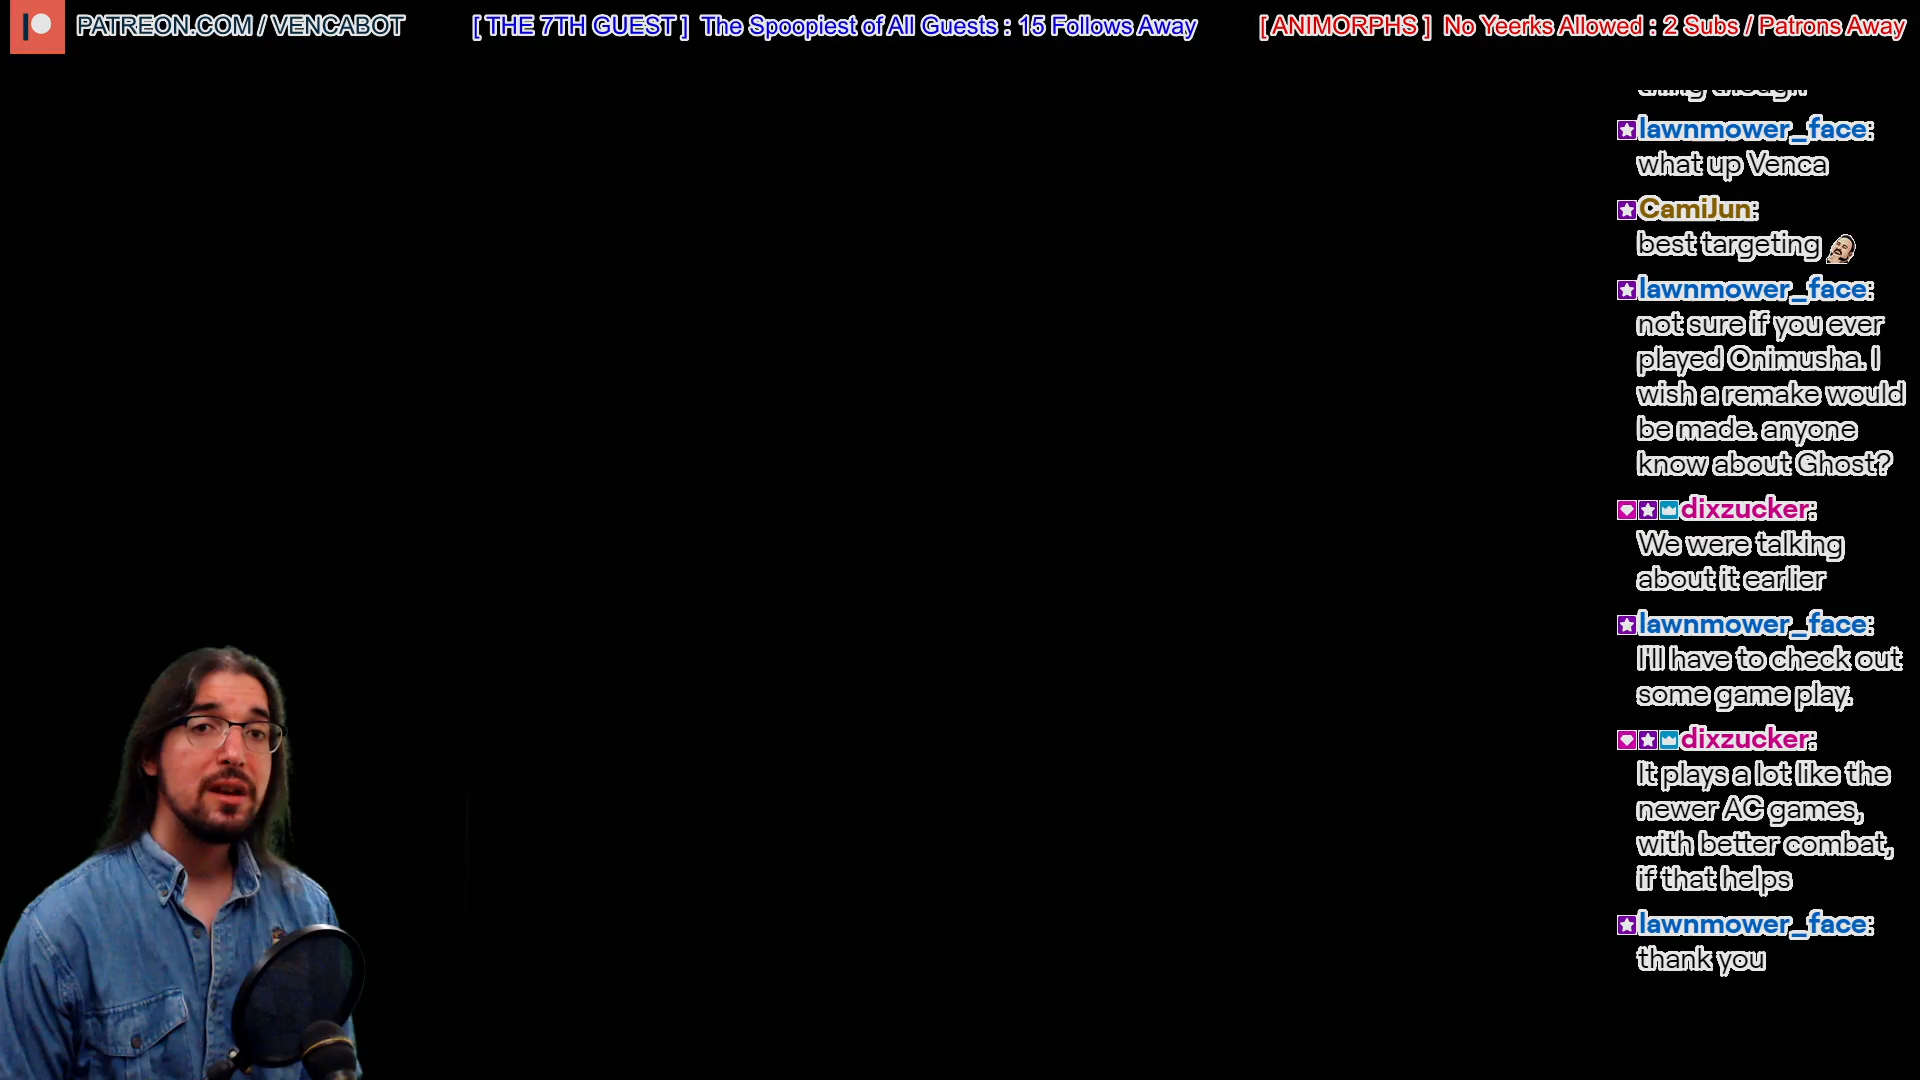 PATREON.COM / VENCABOT
[ THE 7TH GUEST ] The Spoopiest of All Guests : 15 Follows Away
[ ANIMORPHS ] No Yeerks Allowed : 2 Subs / Patrons Away
lawnmower_face:
what up Venca
CamiJun:
best targeting
lawnmower_face:
not sure if you ever
played Onimusha. I
wish a remake would
be made. anyone
know about Ghost?
dixzucker:
We were talking
about it earlier
lawnmower_face:
I'll have to check out
some game play.
dixzucker:
It plays a lot like the
newer AC games,
with better combat,
if that helps
lawnmower_face:
thank you